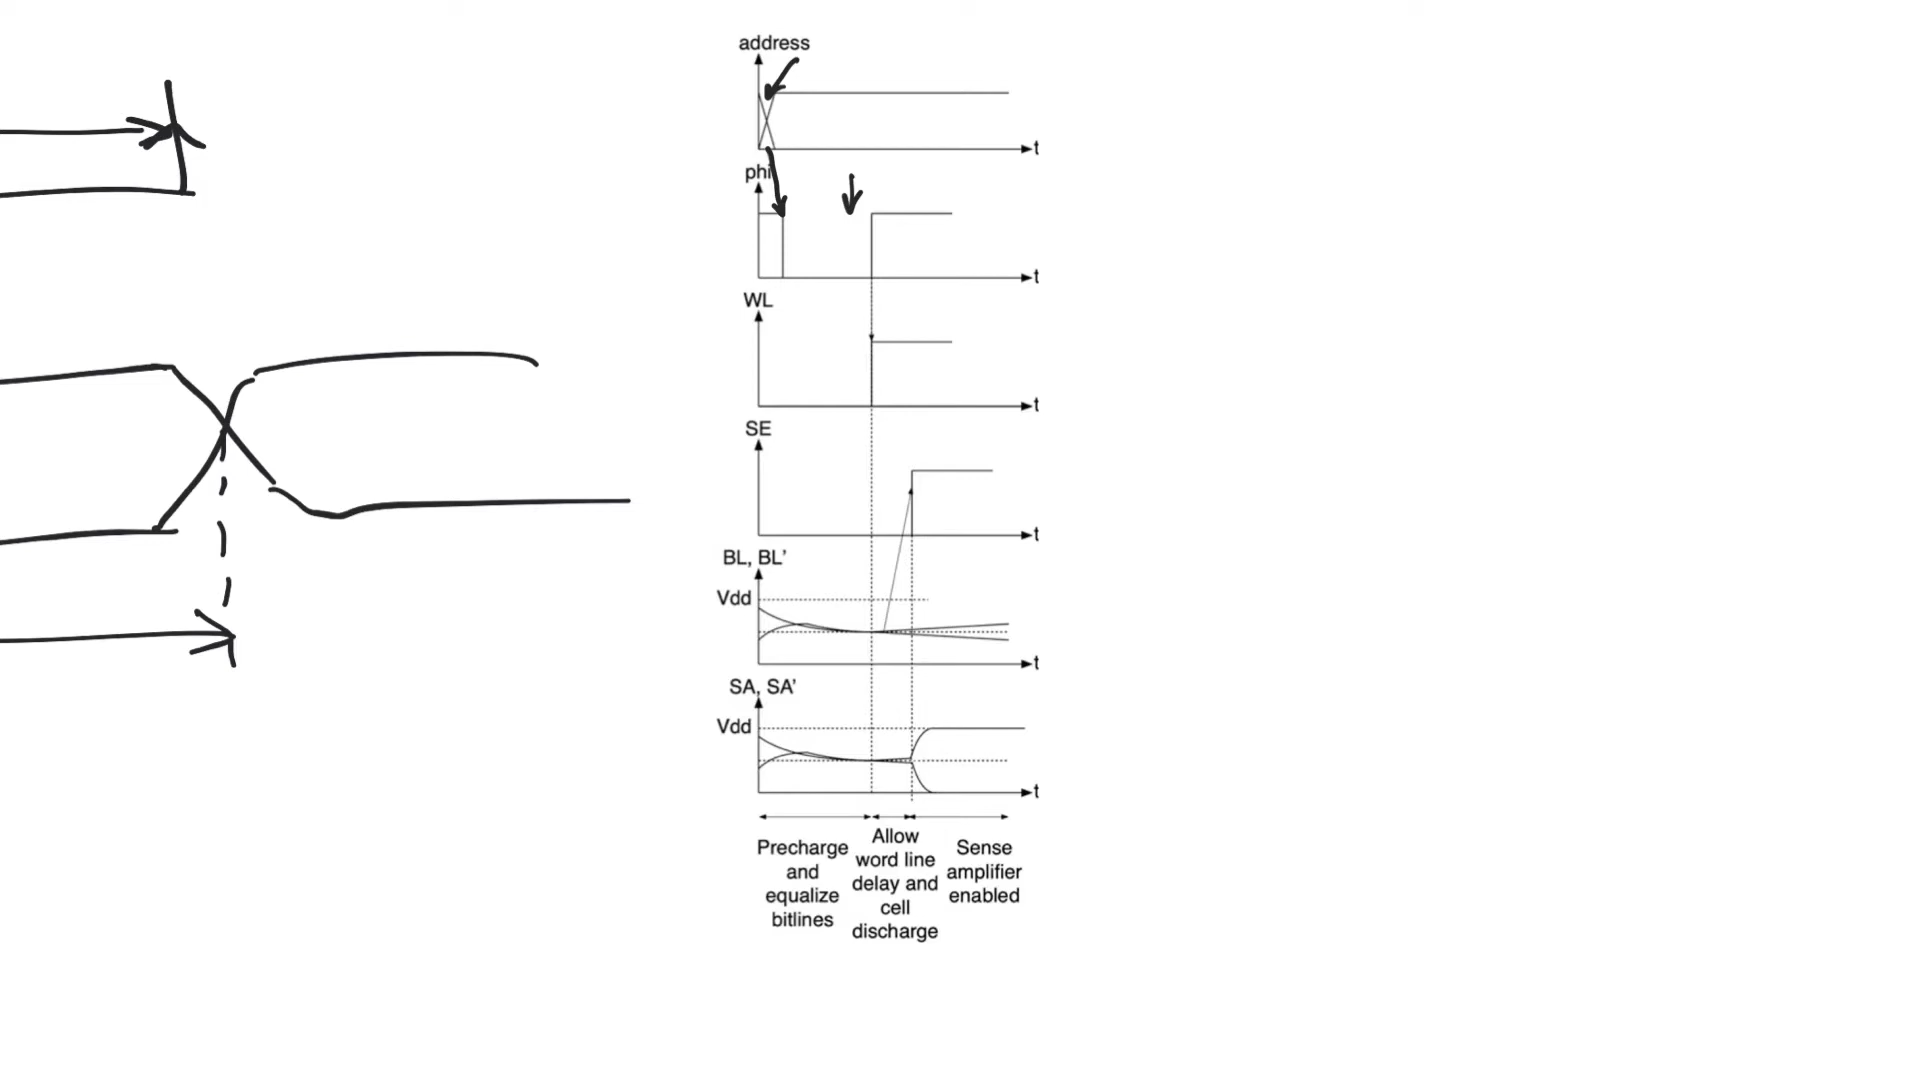 address
t
phi
t
WL
t
SE
t
BL, BL’
Vdd
t
SA, SA’
Vdd
t
Precharge
and
equalize
bitlines
Allow
word line
delay and
cell
discharge
Sense
amplifier
enabled